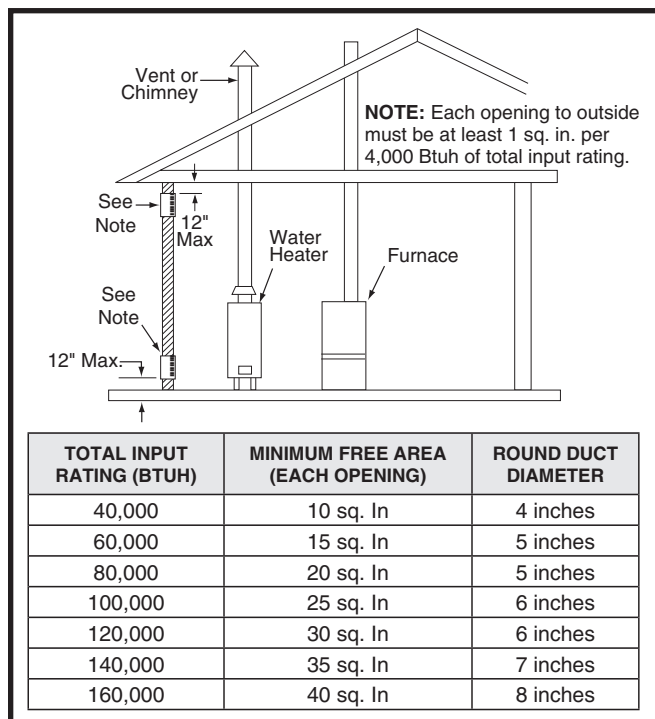 Vent or
Chimney
NOTE: Each opening to outside
must be at least 1 sq. in. per
4,000 Btuh of total input rating.
See
Note
12"
Max
Water
Heater
Furnace
See
Note
12" Max.
TOTAL INPUT
RATING (BTUH)
MINIMUM FREE AREA
(EACH OPENING)
ROUND DUCT
DIAMETER
40,000 10 sq. In 4 inches
60,000 15 sq. In 5 inches
80,000 20 sq. In 5 inches
100,000 25 sq. In 6 inches
120,000 30 sq. In 6 inches
140,000 35 sq. In 7 inches
160,000 40 sq. In 8 inches